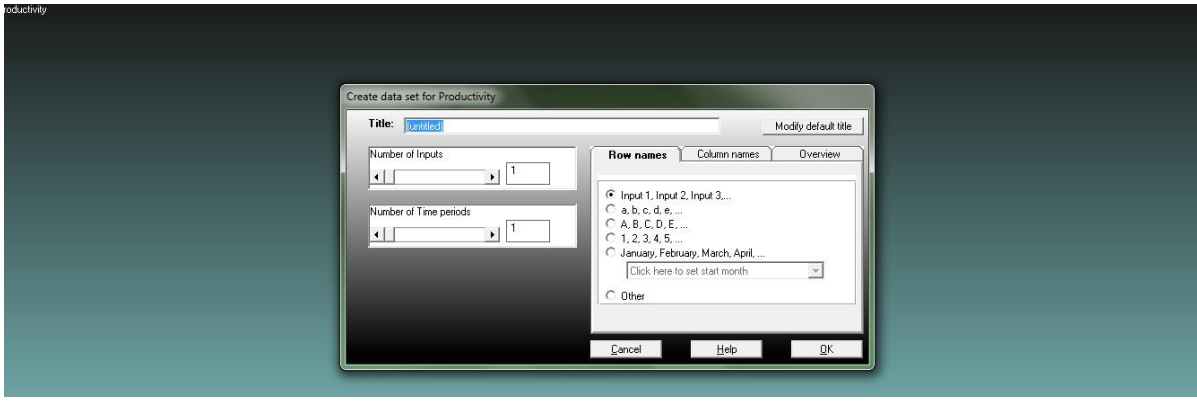 roductivity
Create data set for Productivity
Title: (untitled)
Modify default title
Number of Inputs
1
Number of Time periods
1
Row names Column names Overview
Input 1, Input 2, Input 3,...
a, b, c, d, e, ...
A, B, C, D, E, ...
1, 2, 3, 4, 5, ...
January, February, March, April, ...
Click here to set start month
Other
Cancel Help OK